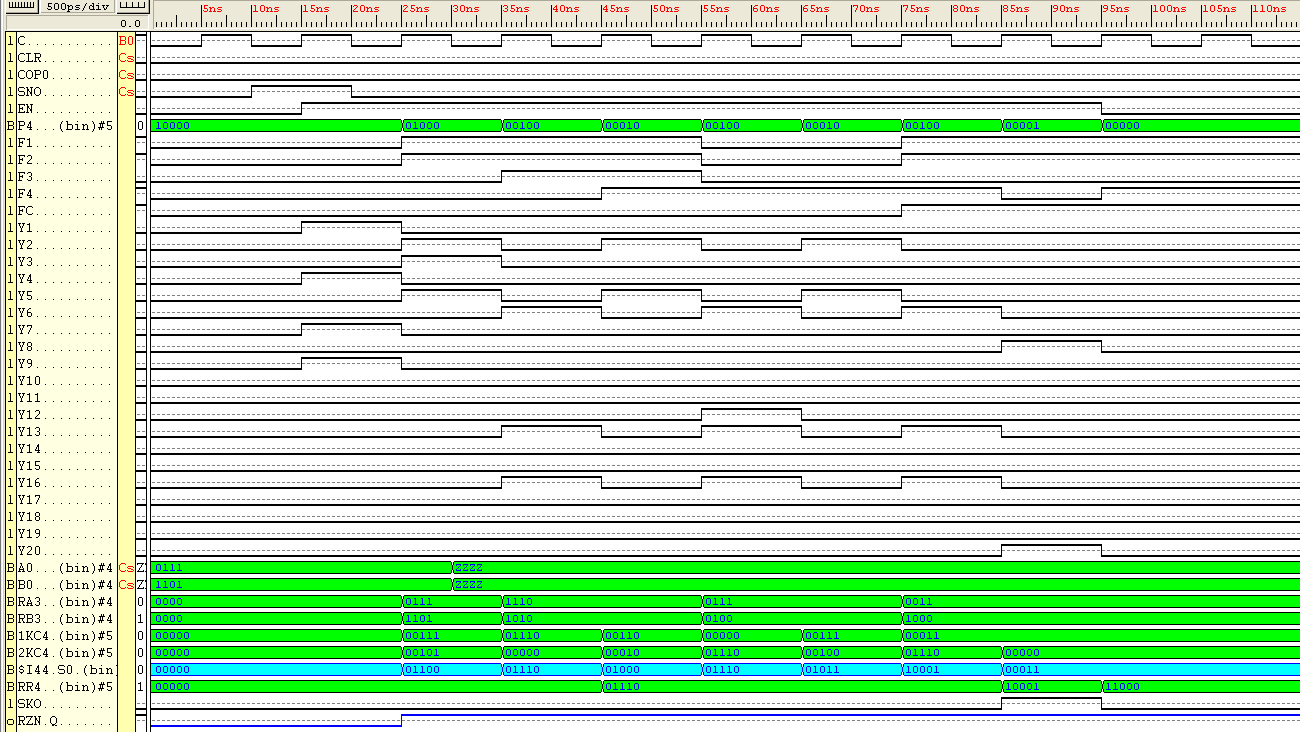 500ps/div 5ns 10ns 15ns 20ns 25ns 30ns 35ns 40ns 45ns 50ns 55ns 60ns 65ns 70ns 75ns 80ns 85ns 90ns 95ns 100ns 105ns 110ns
0.0
1 C.......... B0
1 CLR........ Cs
1 COP0....... Cs
1 SNO........ Cs
1 EN.........
B P4...(bin)#5 0 10000 01000 00100 00010 00100 00010 00100 00001 00000
1 F1.........
1 F2.........
1 F3.........
1 F4.........
1 FC.........
1 Y1.........
1 Y2.........
1 Y3.........
1 Y4.........
1 Y5.........
1 Y6.........
1 Y7.........
1 Y8.........
1 Y9.........
1 Y10........
1 Y11........
1 Y12........
1 Y13........
1 Y14........
1 Y15........
1 Y16........
1 Y17........
1 Y18........
1 Y19........
1 Y20........
B A0...(bin)#4 Cs Z 0111 ZZZZ
B B0...(bin)#4 Cs Z 1101 ZZZZ
B RA3..(bin)#4 0 0000 0111 1110 0111 0011
B RB3..(bin)#4 1 0000 1101 1010 0100 1000
B 1KC4.(bin)#5 0 00000 00111 01110 00110 00000 00111 00011
B 2KC4.(bin)#5 0 00000 00101 00000 00010 01110 00100 01110 00000
B $I44.S0.(bin) 0 00000 01100 01110 01000 01110 01011 10001 00011
B RR4..(bin)#5 1 00000 01110 10001 11000
1 SKO........
o RZN.Q.......